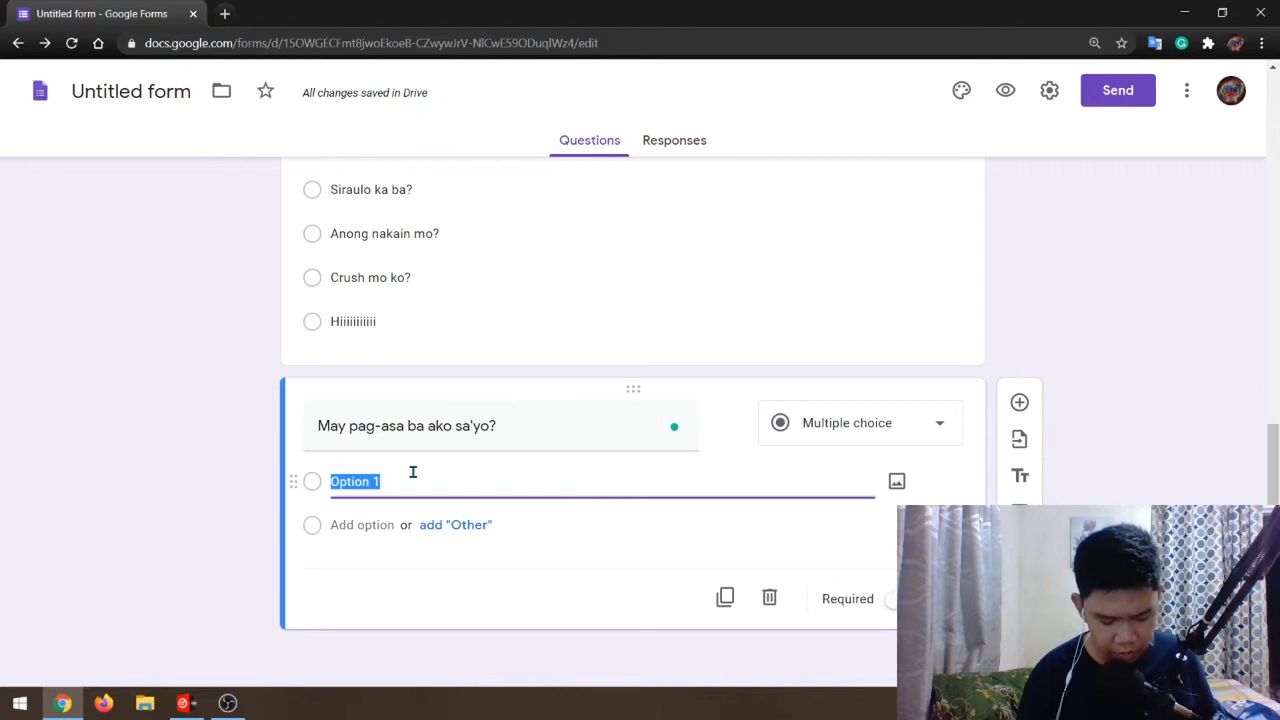 Untitled form - Google Forms
docs.google.com/forms/d/15OWGECFmt8jwoEkoeB-CZwywJrV-NlCwE59ODuqlWz4/edit
Untitled form
All changes saved in Drive
Send
Questions
Responses
Siraulo ka ba?
Anong nakain mo?
Crush mo ko?
Hiiiiiiiiiii
May pag-asa ba ako sa'yo?
Multiple choice
Option 1
Add option or add "Other"
Required